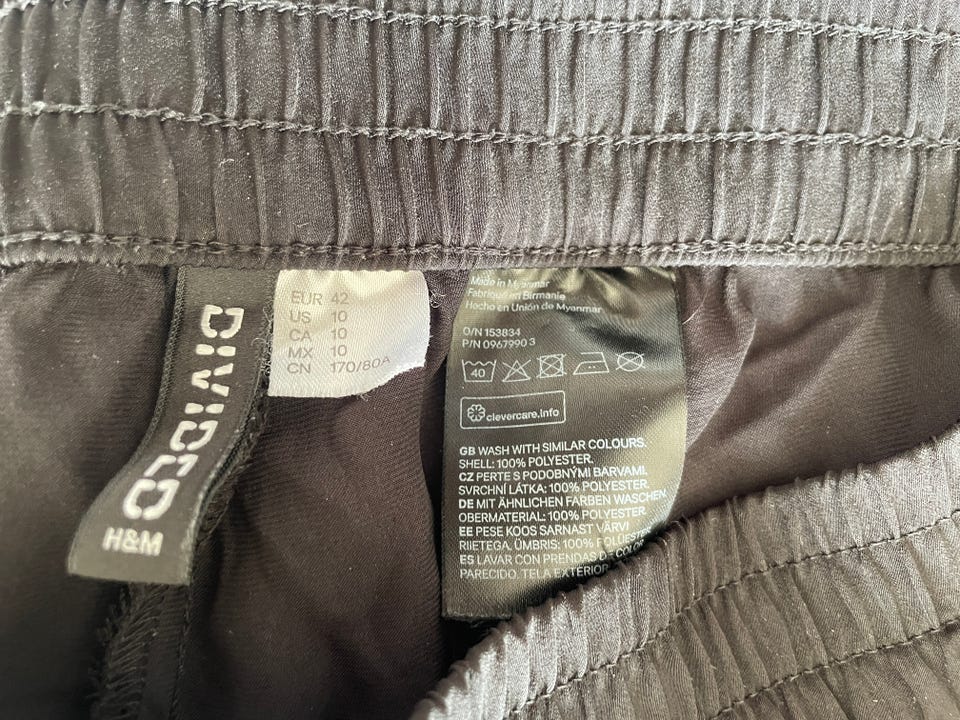 DIVIDED
H&M
EUR 42
US 10
CA 10
MX 10
CN 170/80A
Made in Myanmar
Fabriqué en Birmanie
Hecho en Unión de Myanmar
O/N 153834
P/N 0967990 3
40
clevercare.info
GB WASH WITH SIMILAR COLOURS.
SHELL: 100% POLYESTER.
CZ PERTE S PODOBNÝMI BARVAMI.
SVRCHNÍ LÁTKA: 100% POLYESTER.
DE MIT ÄHNLICHEN FARBEN WASCHEN.
OBERMATERIAL: 100% POLYESTER.
EE PESE KOOS SARNAST VÄRVI
RIIETEGA. ÜMBRIS: 100% POLÜESTER.
ES LAVAR CON PRENDAS DE COLOR
PARECIDO. TELA EXTERIOR